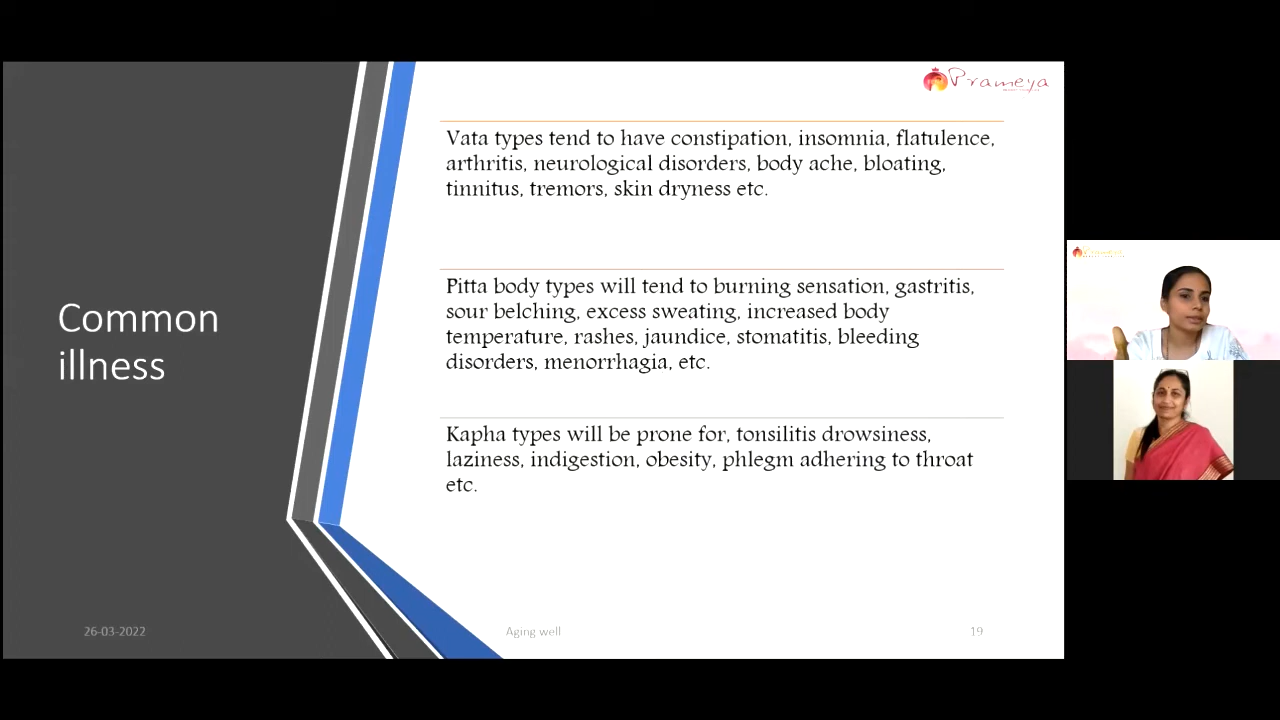 Prameya
Vata types tend to have constipation, insomnia, flatulence,
arthritis, neurological disorders, body ache, bloating,
tinnitus, tremors, skin dryness etc.
Pitta body types will tend to burning sensation, gastritis,
sour belching, excess sweating, increased body
temperature, rashes, jaundice, stomatitis, bleeding
disorders, menorrhagia, etc.
Common
illness
Kapha types will be prone for, tonsilitis drowsiness,
laziness, indigestion, obesity, phlegm adhering to throat
etc.
26-03-2022
Aging well
19
Prameya